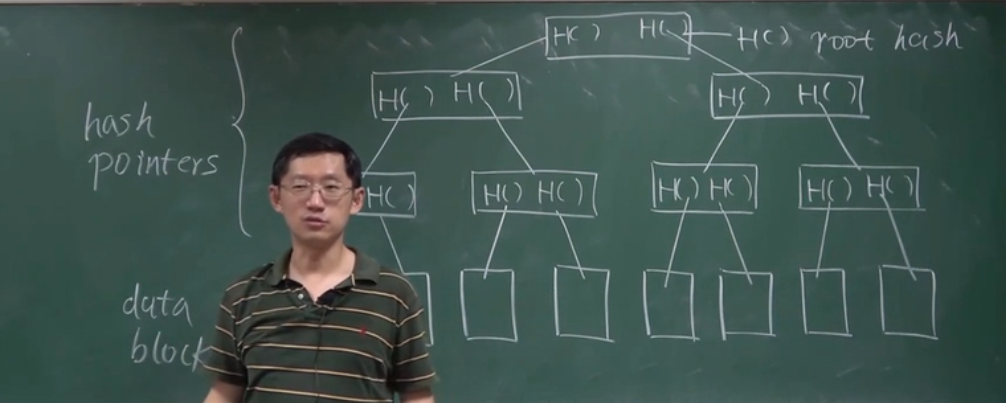 H( ) H( H( ) root hash
H( ) H( ) H( ) H( )
hash
pointers
H( ) H( ) H( ) H( ) H( ) H( ) H( )
data
block